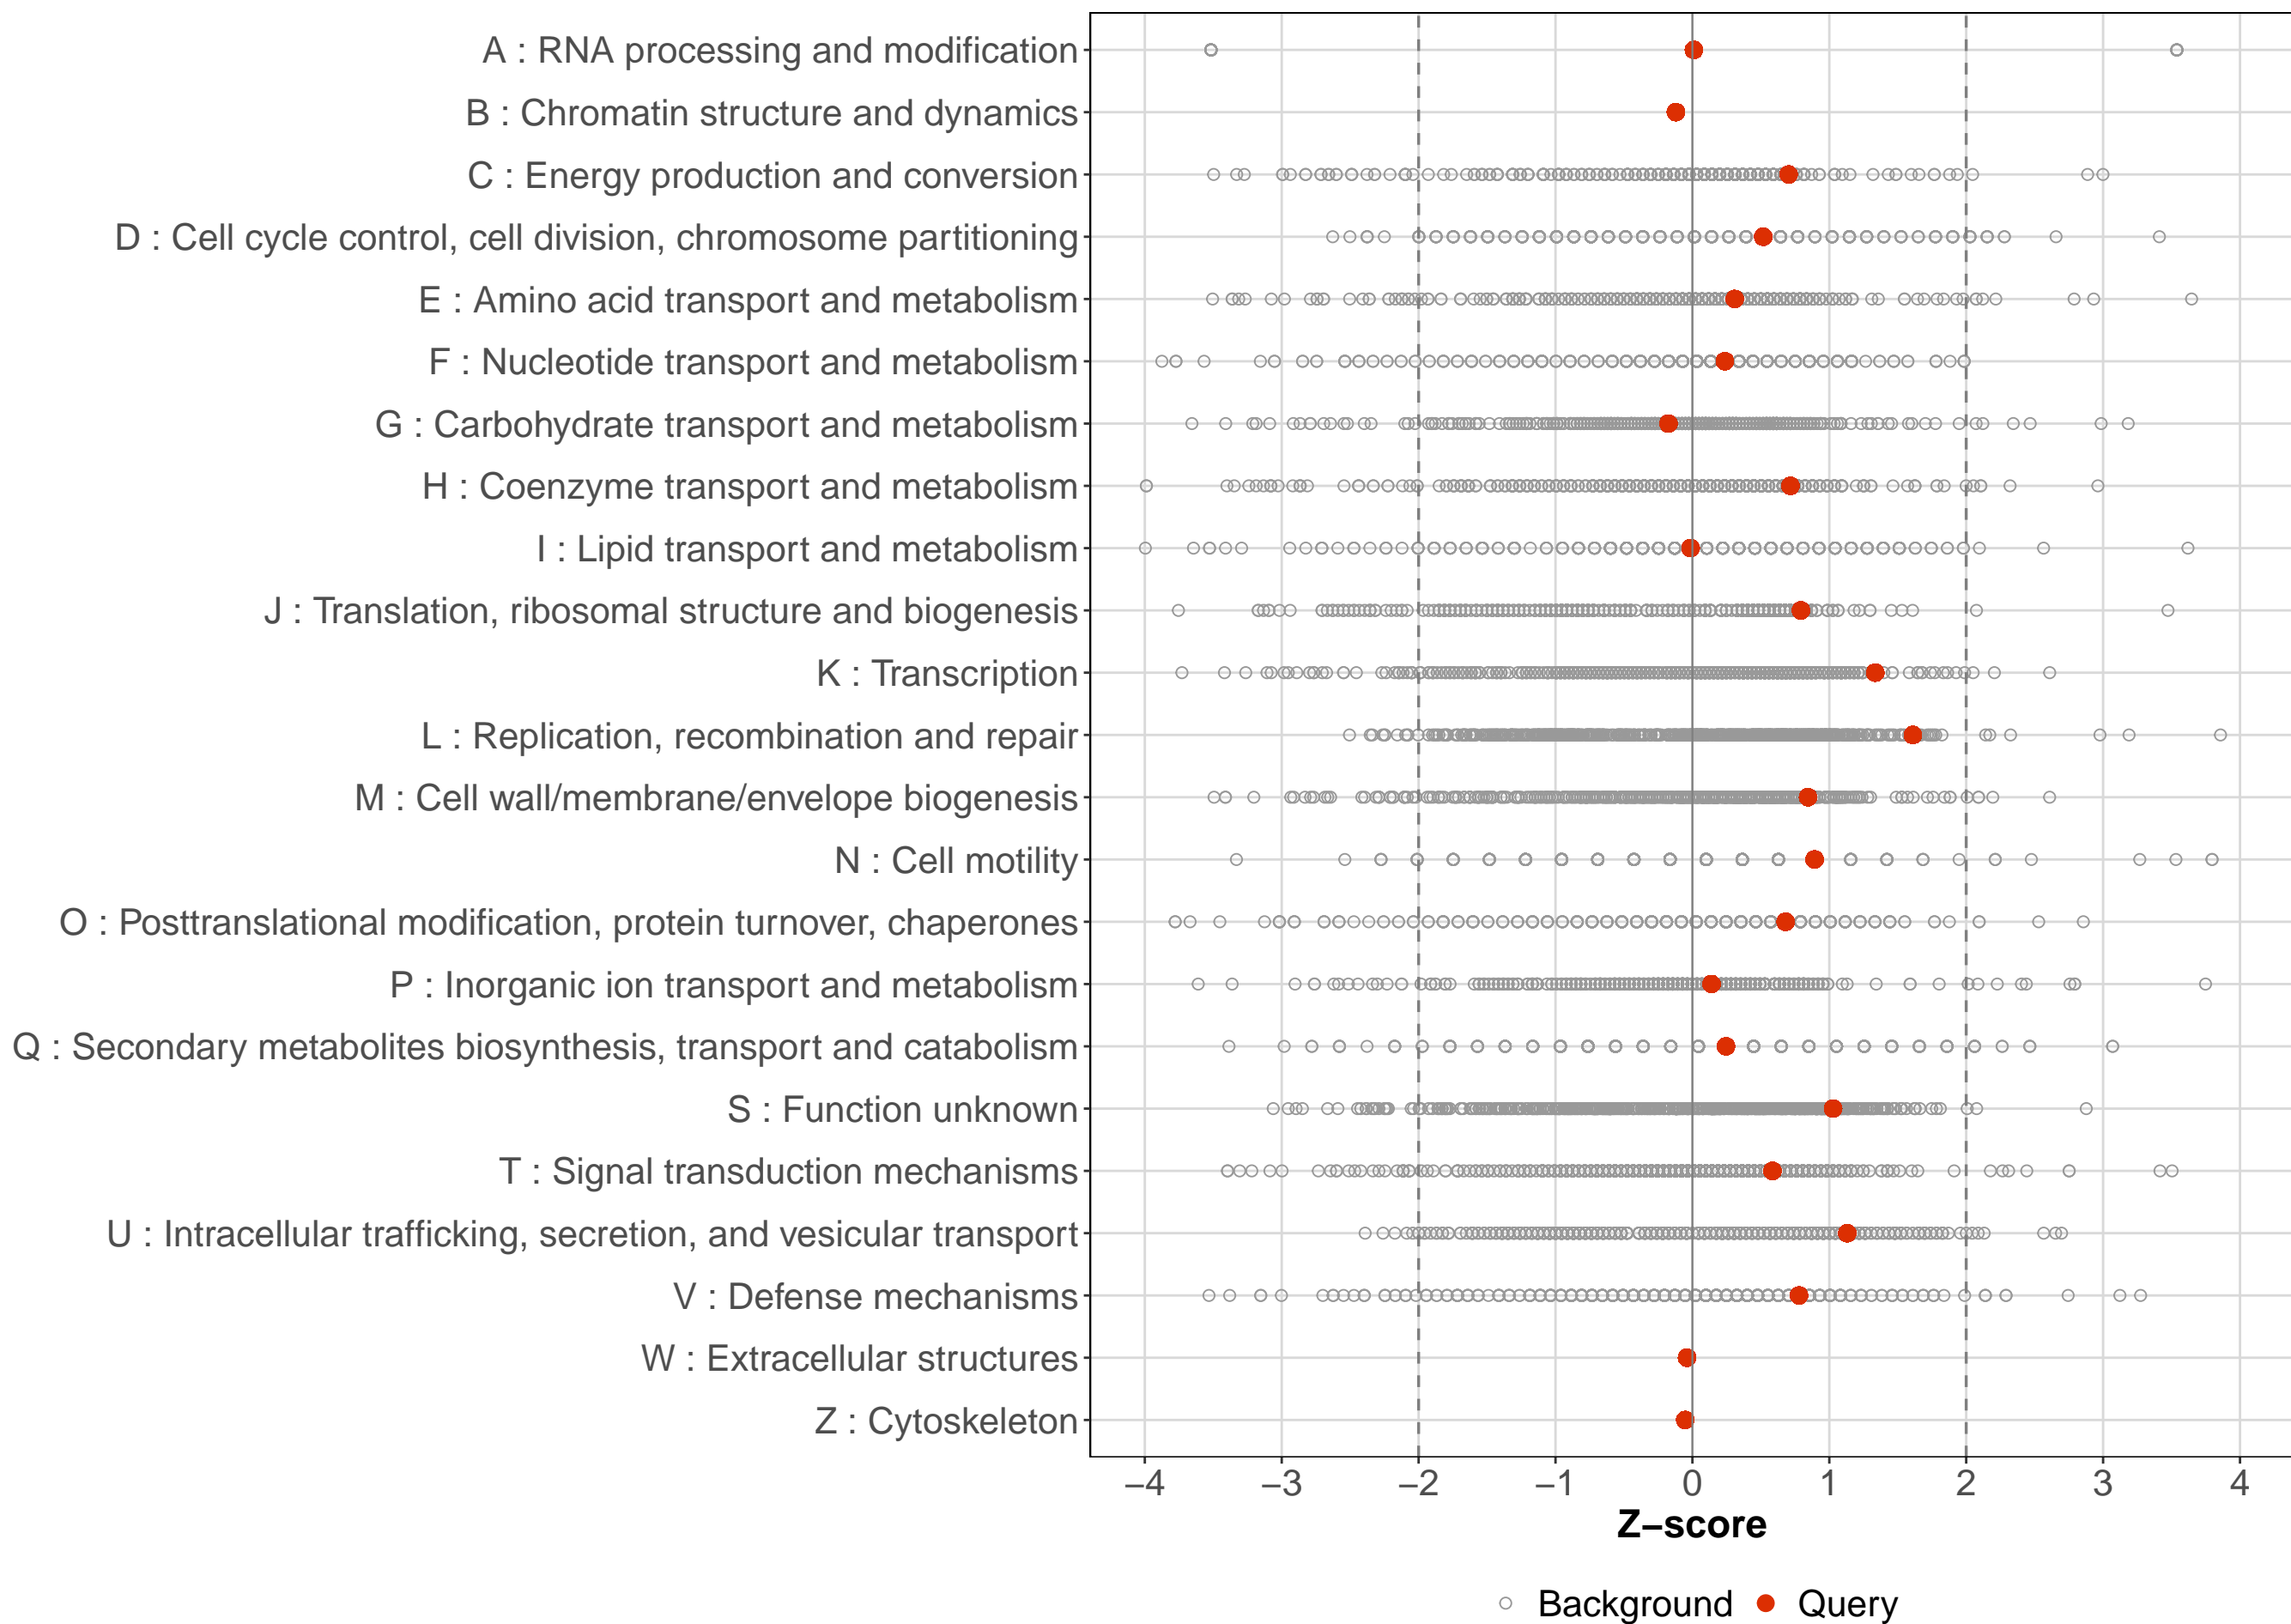 A : RNA processing and modification
B : Chromatin structure and dynamics
C : Energy production and conversion
D : Cell cycle control, cell division, chromosome partitioning
E : Amino acid transport and metabolism
F : Nucleotide transport and metabolism
G : Carbohydrate transport and metabolism
H : Coenzyme transport and metabolism
I : Lipid transport and metabolism
J : Translation, ribosomal structure and biogenesis
K : Transcription
L : Replication, recombination and repair
M : Cell wall/membrane/envelope biogenesis
N : Cell motility
O : Posttranslational modification, protein turnover, chaperones
P : Inorganic ion transport and metabolism
Q : Secondary metabolites biosynthesis, transport and catabolism
S : Function unknown
T : Signal transduction mechanisms
U : Intracellular trafficking, secretion, and vesicular transport
V : Defense mechanisms
W : Extracellular structures
Z : Cytoskeleton
−4 −3 −2 −1 0 1 2 3 4
Z−score
Background Query